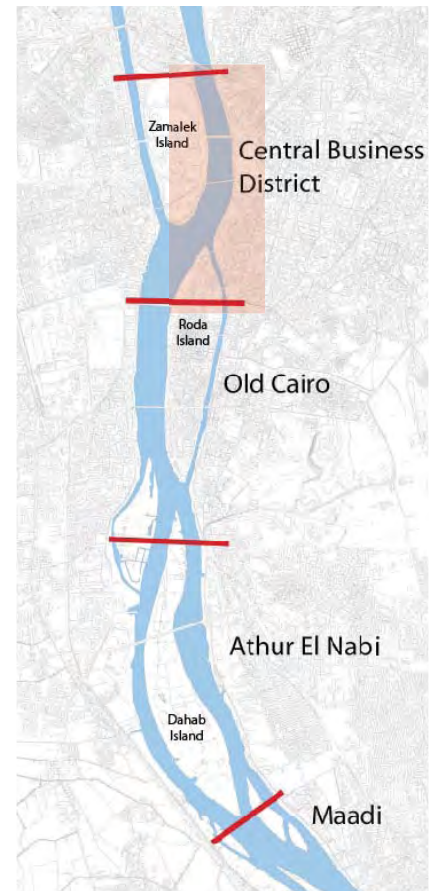 Zamalek
Island
Central Business
District
Roda
Island
Old Cairo
Athur El Nabi
Dahab
Island
Maadi